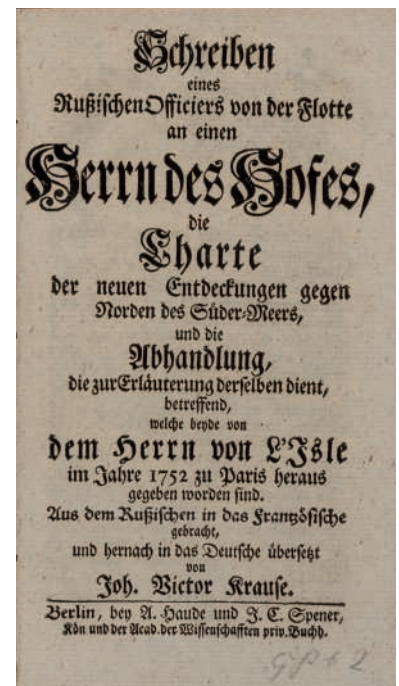 Schreiben
eines
Rußischen Officiers von der Flotte
an einen
Herrn des Hofes,
die
Charte
der neuen Entdeckungen gegen
Norden des Süder-Meers,
und die
Abhandlung,
die zur Erläuterung derselben dient,
betreffend,
welche beyde von
dem Herrn von L'Isle
im Jahre 1752 zu Paris heraus
gegeben worden sind.
Aus dem Rußischen in das Frantzösische
gebracht,
und hernach in das Deutsche übersetzt
von
Joh. Victor Krause.
Berlin, bey A. Haude und J. C. Spener,
Kön und der Acad. der Wissenschafften priv. Buchh.